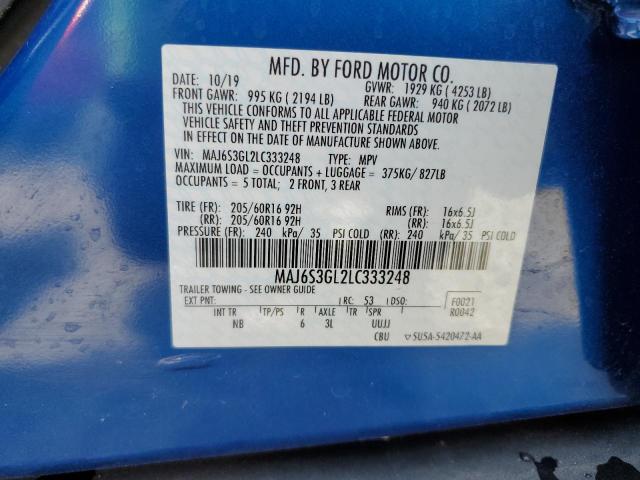 MFD. BY FORD MOTOR CO.
DATE: 10/19 GVWR: 1929 KG ( 4253 LB)
FRONT GAWR: 995 KG ( 2194 LB) REAR GAWR: 940 KG ( 2072 LB)
THIS VEHICLE CONFORMS TO ALL APPLICABLE FEDERAL MOTOR
VEHICLE SAFETY AND THEFT PREVENTION STANDARDS
IN EFFECT ON THE DATE OF MANUFACTURE SHOWN ABOVE.
VIN: MAJ6S3GL2LC333248 TYPE: MPV
MAXIMUM LOAD = OCCUPANTS + LUGGAGE = 375KG/ 827LB
OCCUPANTS = 5 TOTAL; 2 FRONT, 3 REAR
TIRE (FR): 205/60R16 92H RIMS (FR): 16x6.5J
(RR): 205/60R16 92H (RR): 16x6.5J
PRESSURE (FR): 240 kPa/ 35 PSI COLD (RR): 240 kPa/ 35 PSI COLD
MAJ6S3GL2LC333248
TRAILER TOWING - SEE OWNER GUIDE
EXT PNT: RC: 53 DSO: F0021
INT TR TP/PS R AXLE TR SPR R0042
NB 6 3L UUJJ
CBU 5U5A-5420472-AA